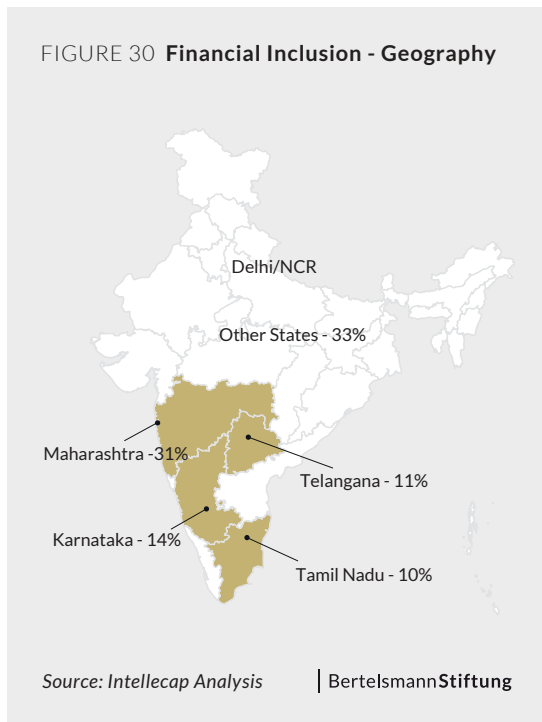 FIGURE 30 Financial Inclusion - Geography
Delhi/NCR
Other States - 33%
Maharashtra -31%
Telangana - 11%
Karnataka - 14%
Tamil Nadu - 10%
Source: Intellecap Analysis
BertelsmannStiftung